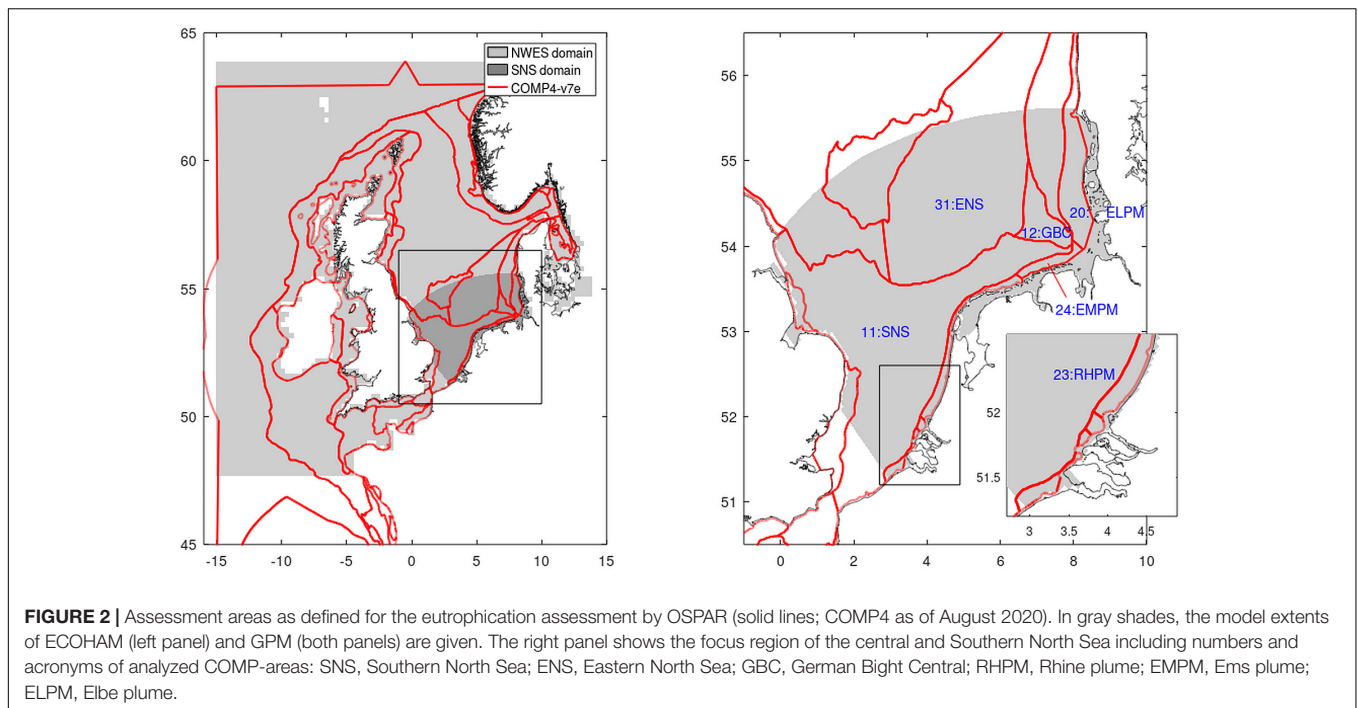 65
60
55
50
45
-15
-10
-5
0
5
10
15
NWES domain
SNS domain
COMP4-v7e
56
55
54
53
52
51
0
2
4
6
8
10
31:ENS
20:
ELPM
12:GBC
24:EMPM
11:SNS
23:RHPM
52
51.5
3
3.5
4
4.5
FIGURE 2 | Assessment areas as defined for the eutrophication assessment by OSPAR (solid lines; COMP4 as of August 2020). In gray shades, the model extents
of ECOHAM (left panel) and GPM (both panels) are given. The right panel shows the focus region of the central and Southern North Sea including numbers and
acronyms of analyzed COMP-areas: SNS, Southern North Sea; ENS, Eastern North Sea; GBC, German Bight Central; RHPM, Rhine plume; EMPM, Ems plume;
ELPM, Elbe plume.